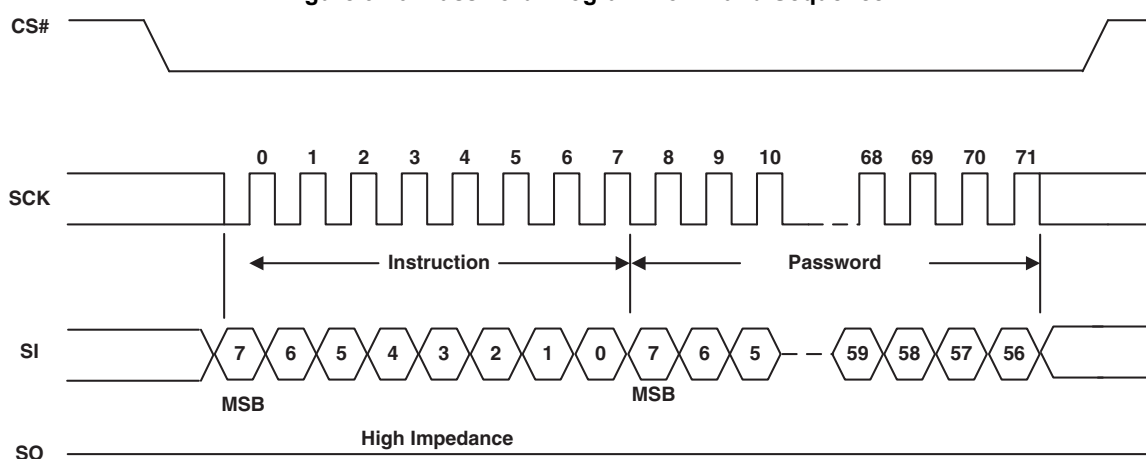 CS#
0 1 2 3 4 5 6 7 8 9 10 68 69 70 71
SCK
Instruction Password
SI 7 6 5 4 3 2 1 0 7 6 5 59 58 57 56
MSB MSB
High Impedance
SO